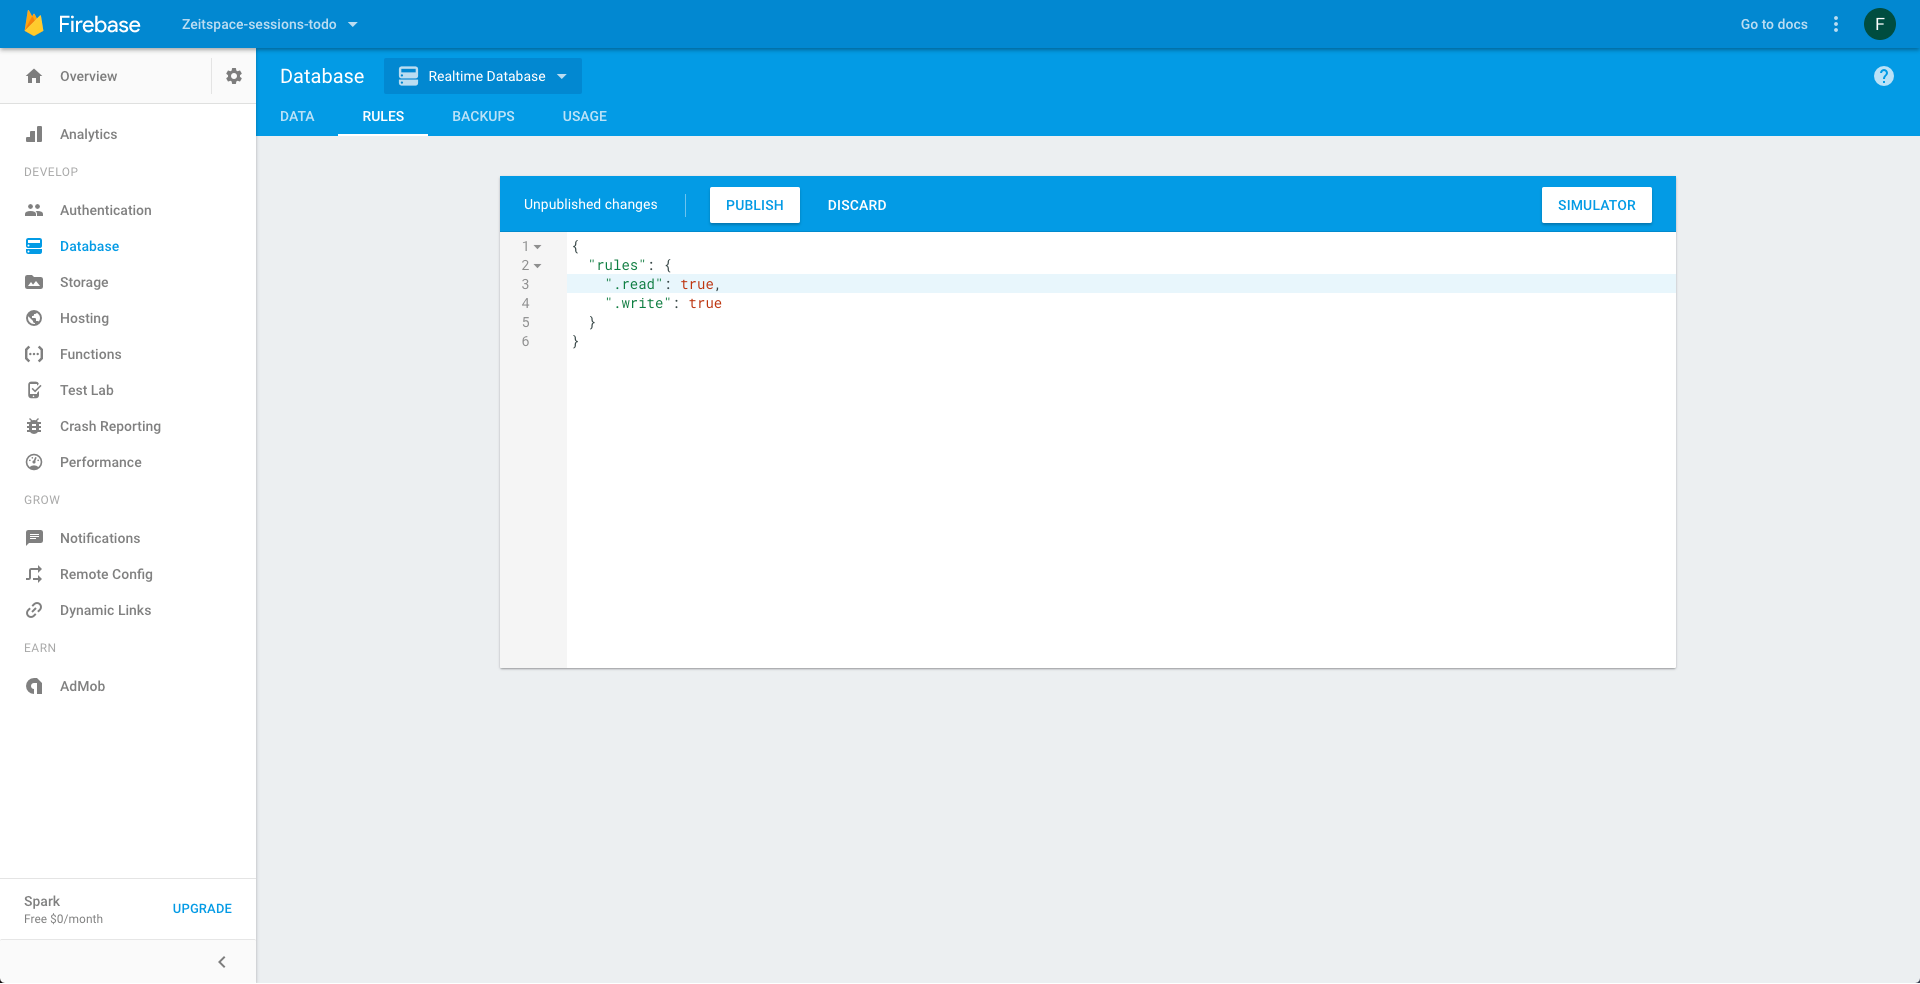 Firebase
Zeitspace-sessions-todo
Go to docs
F
Overview
Database
Realtime Database
?
DATA
RULES
BACKUPS
USAGE
Analytics
DEVELOP
Authentication
Database
Storage
Hosting
Functions
Test Lab
Crash Reporting
Performance
GROW
Notifications
Remote Config
Dynamic Links
EARN
AdMob
Spark
Free $0/month
UPGRADE
Unpublished changes
PUBLISH
DISCARD
SIMULATOR
1 {
2 "rules": {
3 ".read": true,
4 ".write": true
5 }
6 }